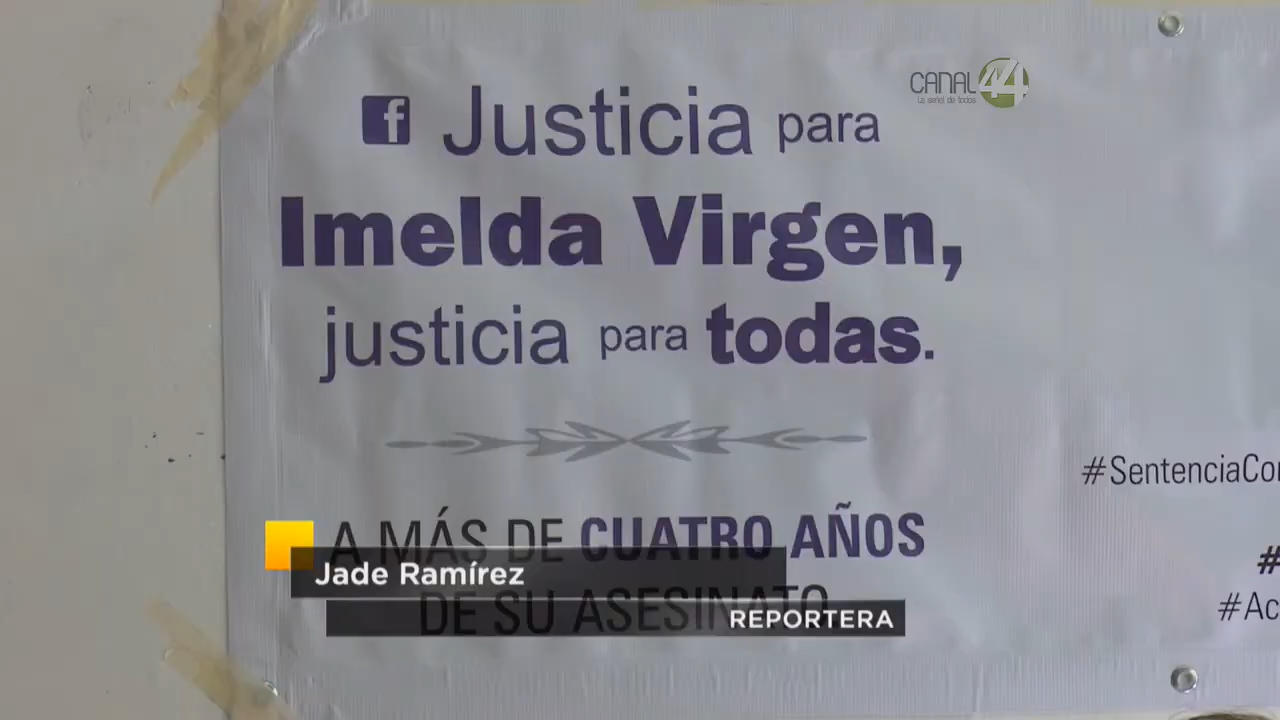 CANAL 44
La señal de todos
f Justicia para
Imelda Virgen,
justicia para todas.
#SentenciaCon
A MÁS DE CUATRO AÑOS
DE SU ASESINATO
#
#Ac
Jade Ramírez
REPORTERA